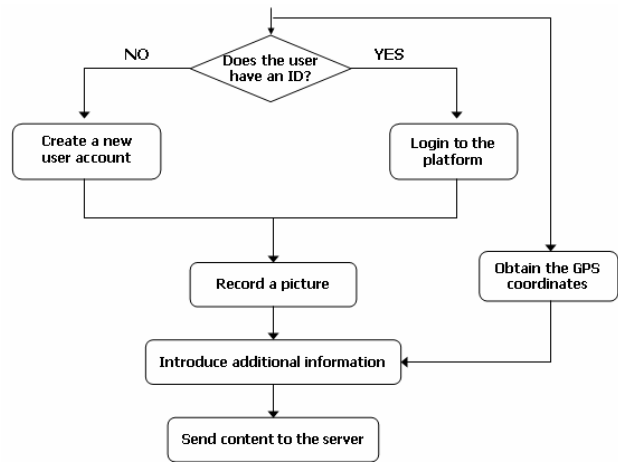 Does the user
have an ID?
NO
YES
Create a new
user account
Login to the
platform
Record a picture
Obtain the GPS
coordinates
Introduce additional information
Send content to the server